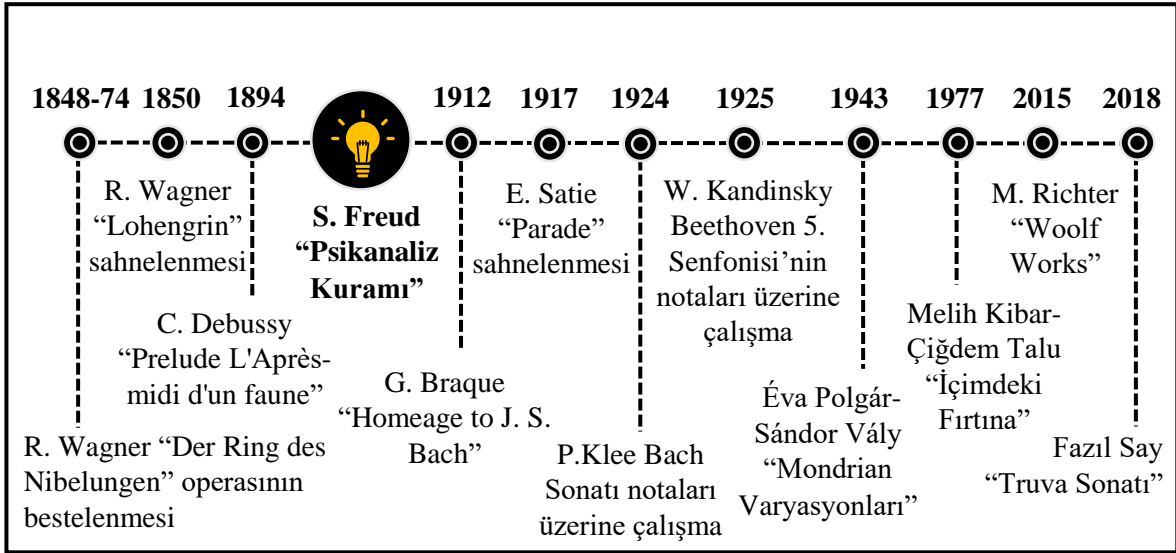 1848-74 1850 1894 1912 1917 1924 1925 1943 1977 2015 2018
R. Wagner
“Lohengrin”
sahnelenmesi
S. Freud
“Psikanaliz
Kuramı”
E. Satie
“Parade”
sahnelenmesi
W. Kandinsky
Beethoven 5.
Senfonisi’nin
notaları üzerine
çalışma
M. Richter
“Woolf
Works”
C. Debussy
“Prelude L'Après-
midi d'un faune”
G. Braque
“Homeage to J. S.
Bach”
Éva Polgár-
Sándor Vály
“Mondrian
Varyasyonları”
Melih Kibar-
Çiğdem Talu
“İçimdeki
Fırtına”
R. Wagner “Der Ring des
Nibelungen” operasının
bestelenmesi
P.Klee Bach
Sonatı notaları
üzerine çalışma
Fazıl Say
“Truva Sonatı”